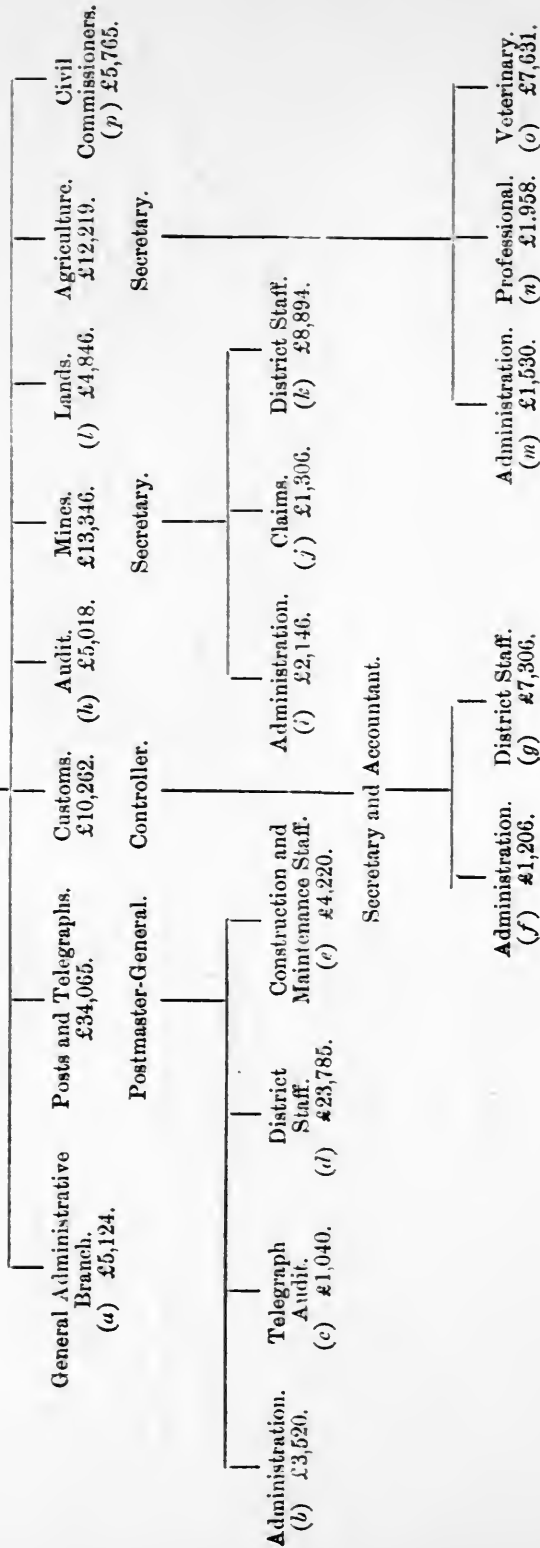 General Administrative
Branch.
(a) £5,124.
Posts and Telegraphs.
£34,065.
Customs.
£10,262.
Audit.
(h) £5,018.
Mines.
£13,346.
Lands.
(l) £4,846.
Agriculture.
£12,219.
Civil
Commissioners.
(p) £5,765.
Postmaster-General.
Controller.
Secretary.
Secretary.
Administration.
(b) £3,520.
Telegraph
Audit.
(c) £1,040.
District
Staff.
(d) £23,785.
Construction and
Maintenance Staff.
(e) £4,220.
Administration.
(i) £2,146.
Claims.
(j) £1,306.
District Staff.
(k) £8,894.
Secretary and Accountant.
Administration.
(f) £1,206.
District Staff.
(g) £7,306.
Administration.
(m) £1,530.
Professional.
(n) £1,958.
Veterinary.
(o) £7,631.